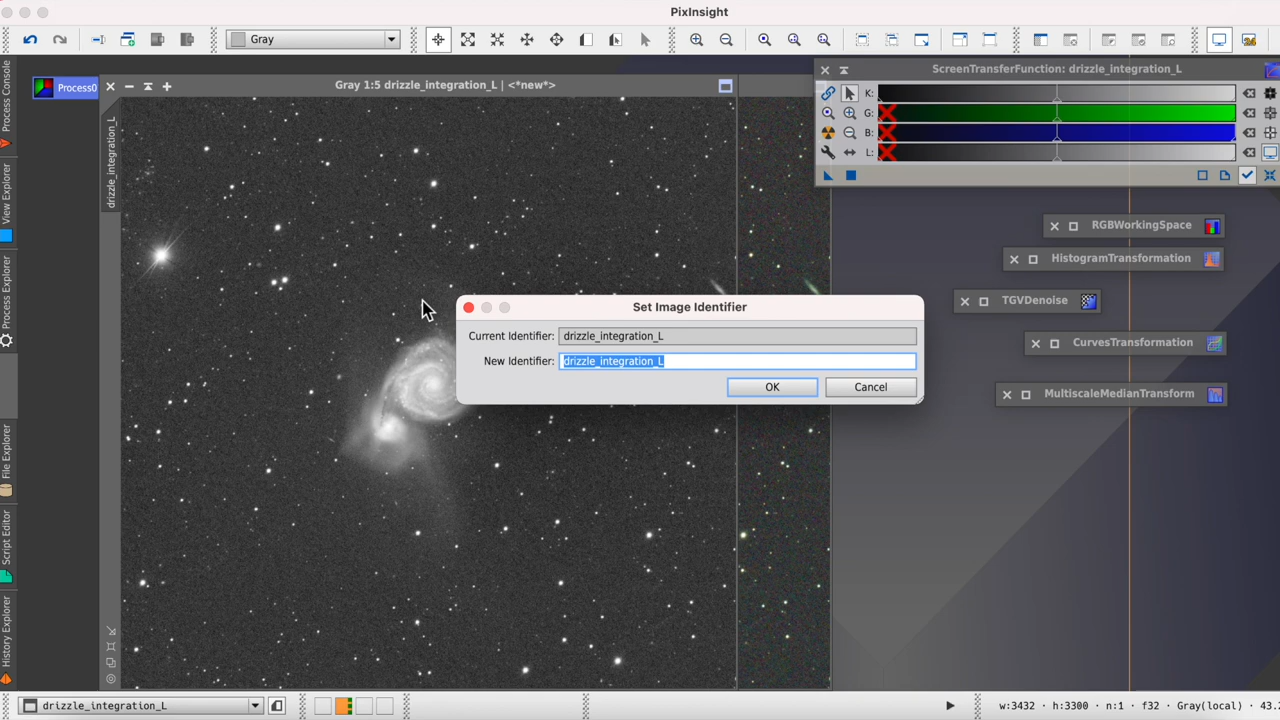 PixInsight
Gray
Process Console
View Explorer
Process Explorer
File Explorer
Script Editor
History Explorer
Process0
Gray 1:5 drizzle_integration_L | <*new*>
drizzle_integration_L
ScreenTransferFunction: drizzle_integration_L
K:
G:
B:
L:
RGBWorkingSpace
HistogramTransformation
TGVDenoise
CurvesTransformation
MultiscaleMedianTransform
Set Image Identifier
Current Identifier: drizzle_integration_L
New Identifier: drizzle_integration_L
OK Cancel
drizzle_integration_L
w:3432 · h:3300 · n:1 · f32 · Gray(local) · 43.2